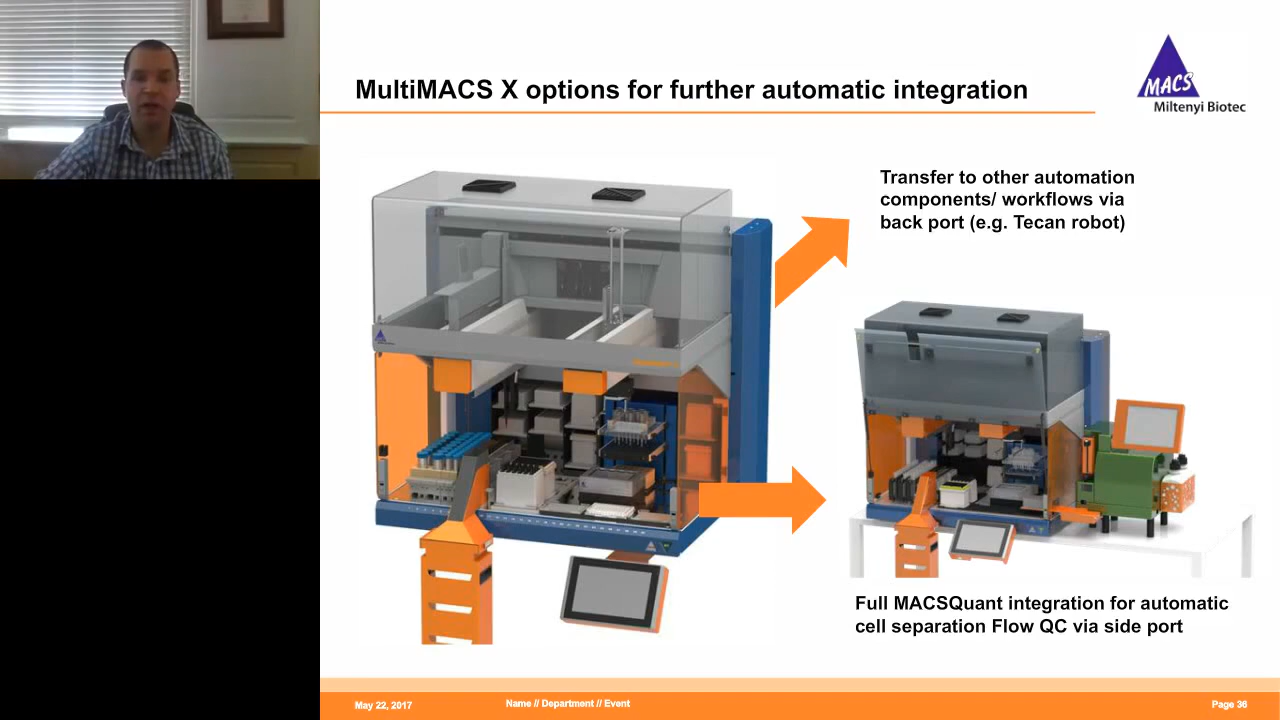 MultiMACS X options for further automatic integration
MACS
Miltenyi Biotec
Transfer to other automation
components/ workflows via
back port (e.g. Tecan robot)
Full MACSQuant integration for automatic
cell separation Flow QC via side port
May 22, 2017
Name // Department // Event
Page 36